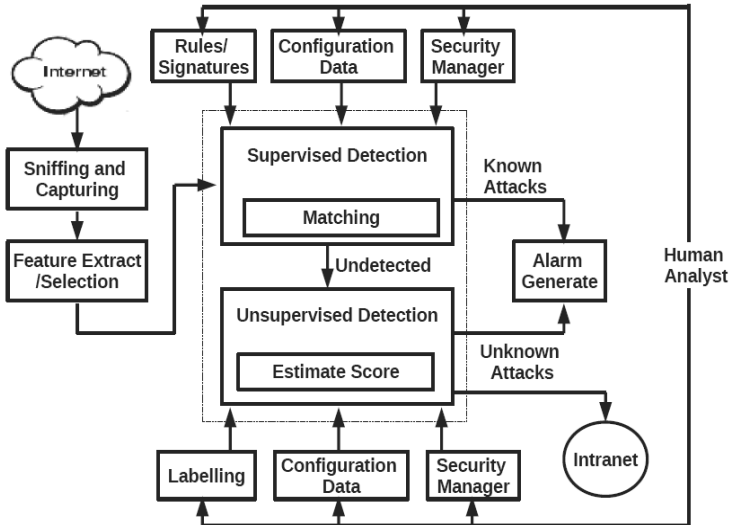 Internet
Rules/
Signatures
Configuration
Data
Security
Manager
Sniffing and
Capturing
Supervised Detection
Matching
Known
Attacks
Feature Extract
/Selection
Undetected
Alarm
Generate
Human
Analyst
Unsupervised Detection
Estimate Score
Unknown
Attacks
Labelling
Configuration
Data
Security
Manager
Intranet